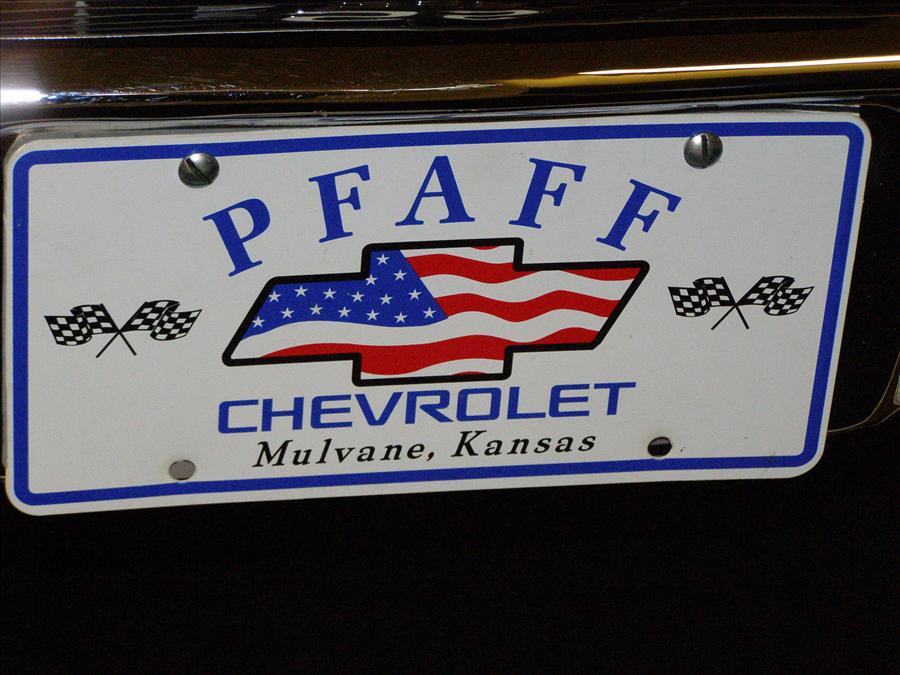 PFAFF
CHEVROLET
Mulvane, Kansas